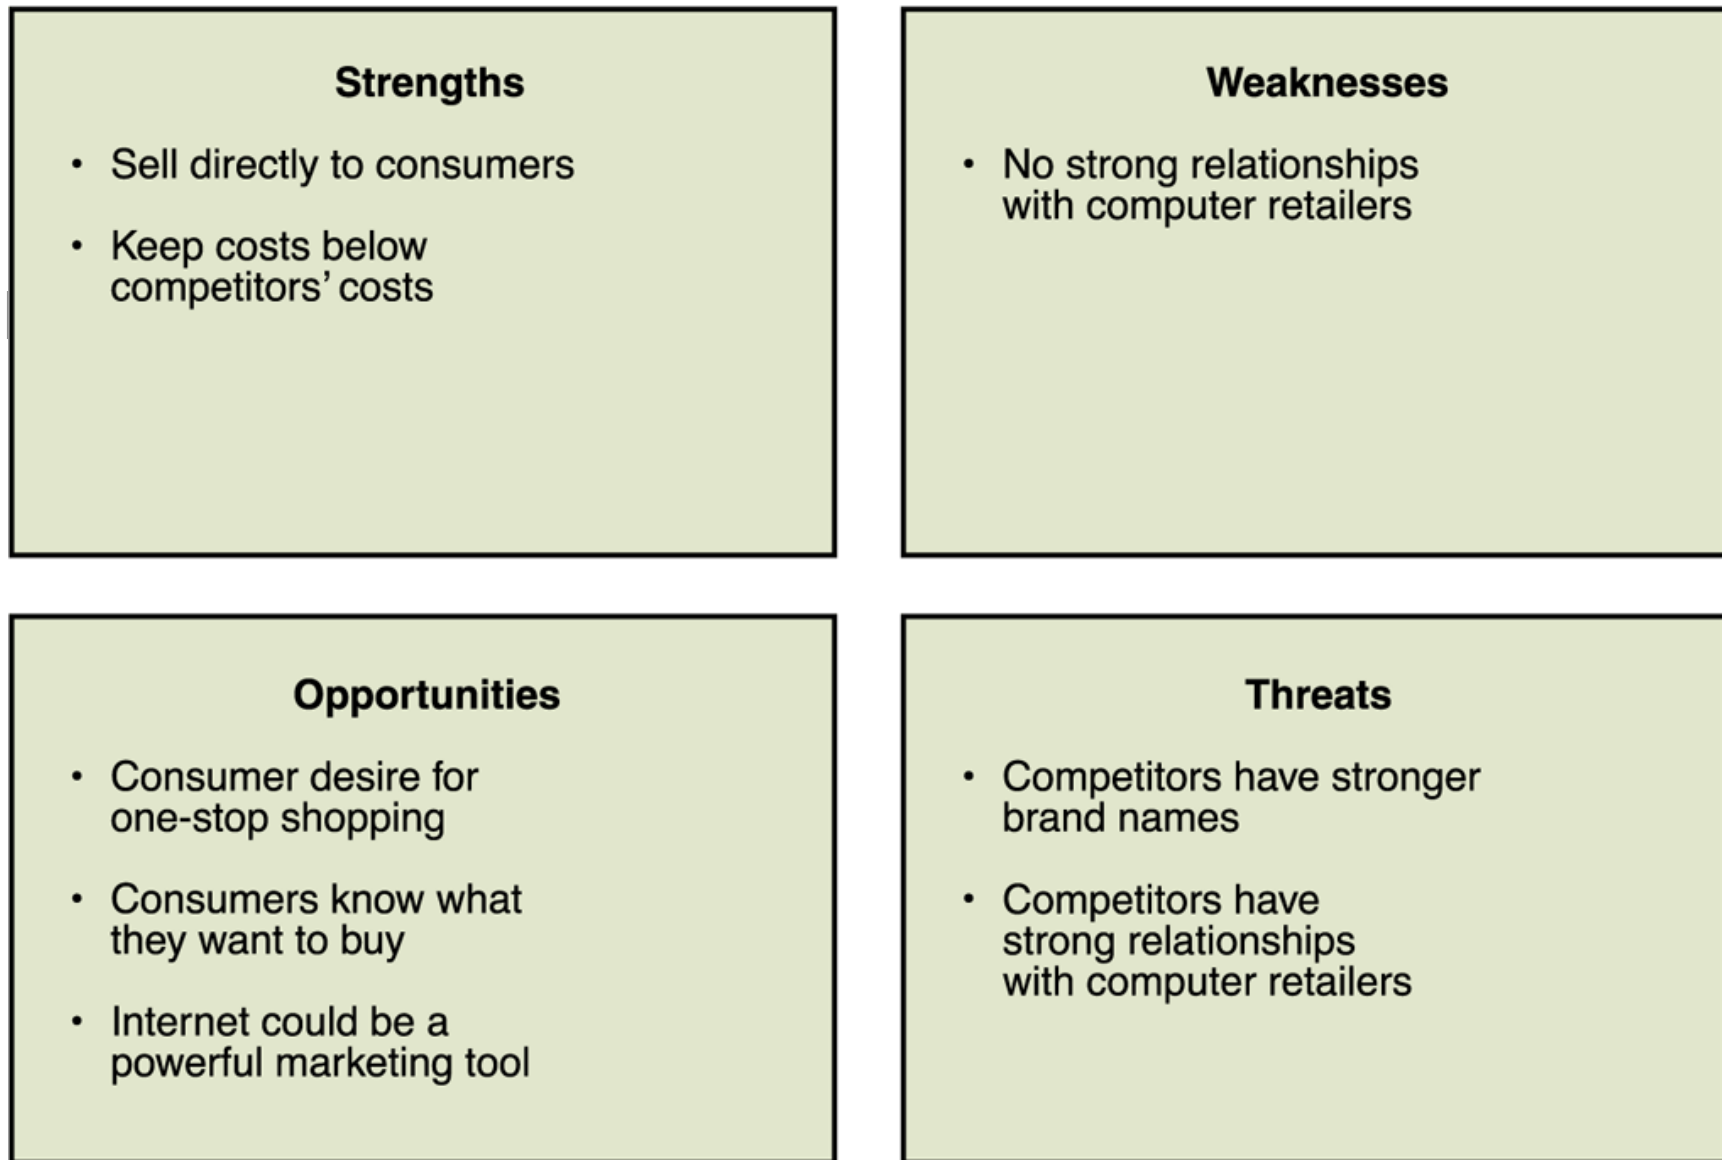 Strengths
• Sell directly to consumers
• Keep costs below
competitors’ costs
Weaknesses
• No strong relationships
with computer retailers
Opportunities
• Consumer desire for
one-stop shopping
• Consumers know what
they want to buy
• Internet could be a
powerful marketing tool
Threats
• Competitors have stronger
brand names
• Competitors have
strong relationships
with computer retailers